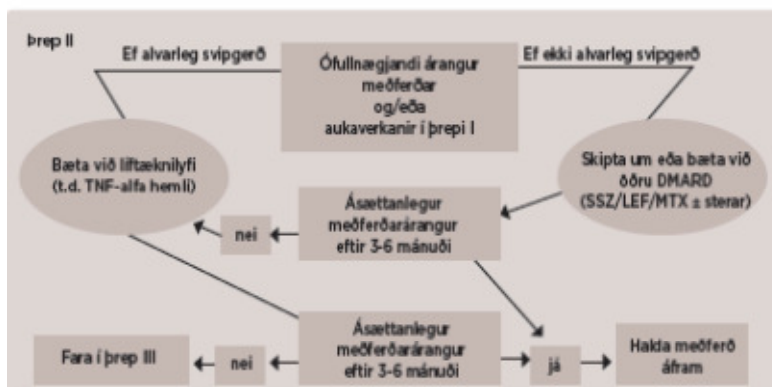 Þrep II
Ef alvarleg svipgerð
Ef ekki alvarleg svipgerð
Ófullnægjandi árangur
meðferðar
og/eða
aukaverkanir í þrepi I
Bæta við líftæknilyfi
(t.d. TNF-alfa hemli)
Skipta um eða bæta við
öðru DMARD
(SSZ/LEF/MTX ± sterar)
Ásættanlegur
meðferðarárangur
eftir 3-6 mánuði
nei
Ásættanlegur
meðferðarárangur
eftir 3-6 mánuði
Fara í þrep III
nei
já
Halda meðferð
áfram